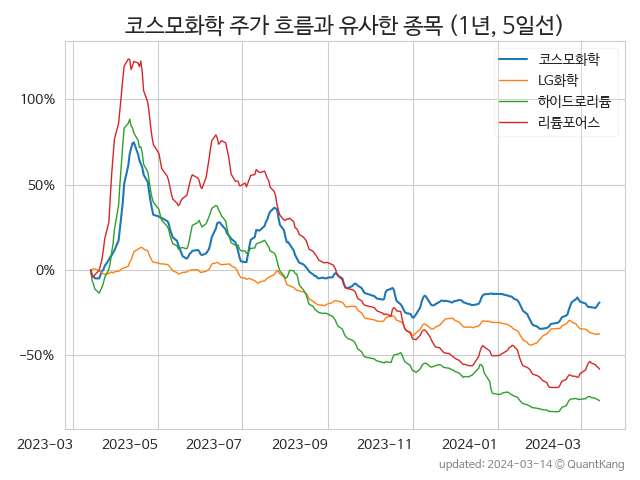 코스모화학 주가 흐름과 유사한 종목 (1년, 5일선)
코스모화학
LG화학
하이드로리튬
리튬포어스
100%
50%
0%
−50%
2023-03
2023-05
2023-07
2023-09
2023-11
2024-01
2024-03
updated: 2024-03-14 © QuantKang